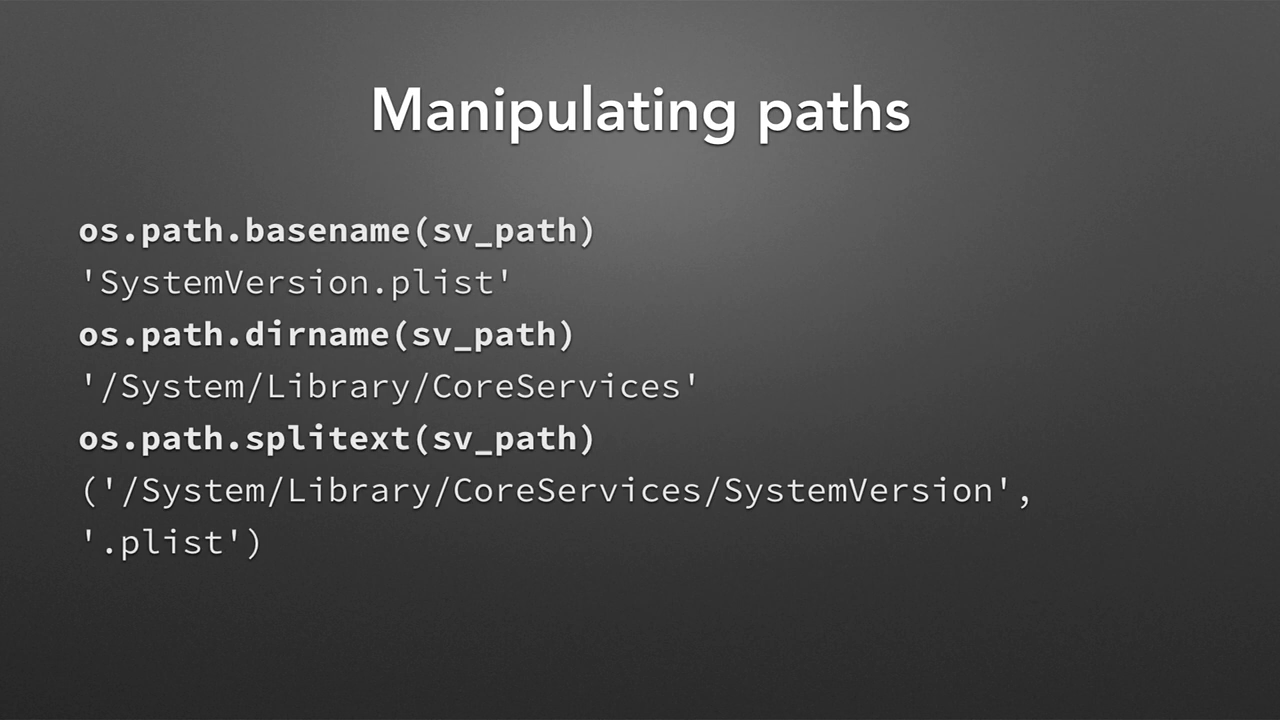 Manipulating paths
os.path.basename(sv_path)
'SystemVersion.plist'
os.path.dirname(sv_path)
'/System/Library/CoreServices'
os.path.splitext(sv_path)
('/System/Library/CoreServices/SystemVersion',
'.plist')